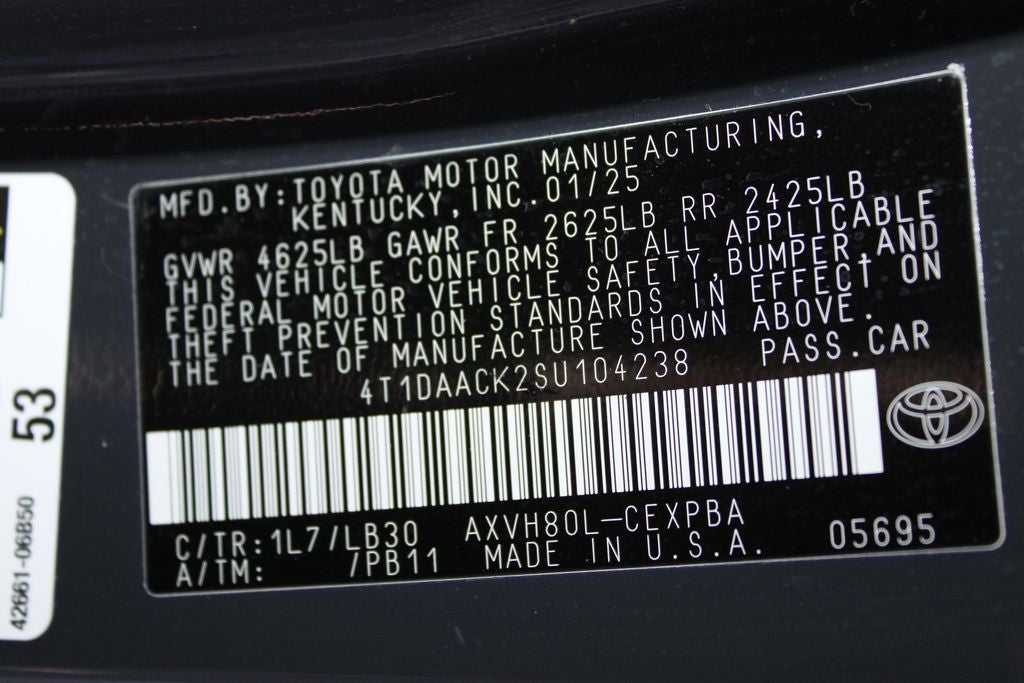 MFD.BY:TOYOTA MOTOR MANUFACTURING,
KENTUCKY,INC.01/25
GVWR 4625LB GAWR FR 2625LB RR 2425LB
THIS VEHICLE CONFORMS TO ALL APPLICABLE
FEDERAL MOTOR VEHICLE SAFETY,BUMPER,AND
THEFT PREVENTION STANDARDS IN EFFECT ON
THE DATE OF MANUFACTURE SHOWN ABOVE.
4T1DAACK2SU104238 PASS.CAR
C/TR:1L7/LB30 AXVH80L-CEXPBA 05695
A/TM: /PB11 MADE IN U.S.A.
53
42661-06B50